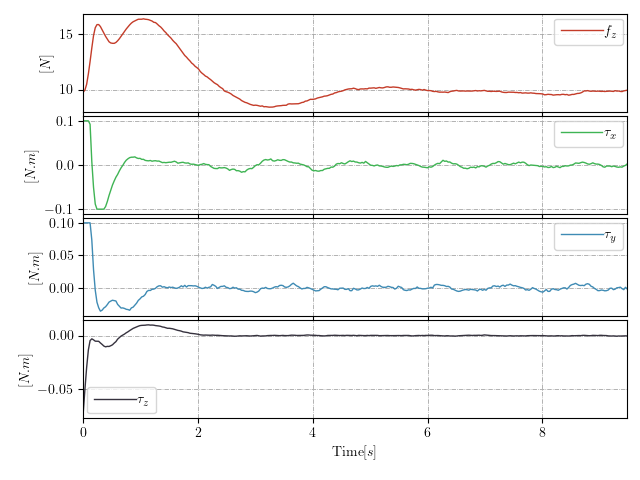 15
10
[N]
f_z
0.1
0.0
−0.1
[N.m]
τ_x
0.10
0.05
0.00
[N.m]
τ_y
0.00
−0.05
[N.m]
τ_z
0 2 4 6 8
Time[s]